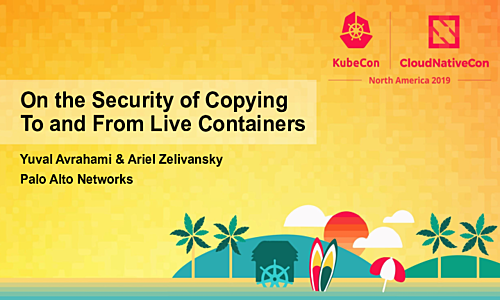 KubeCon
CloudNativeCon
North America 2019
On the Security of Copying
To and From Live Containers
Yuval Avrahami & Ariel Zelivansky
Palo Alto Networks